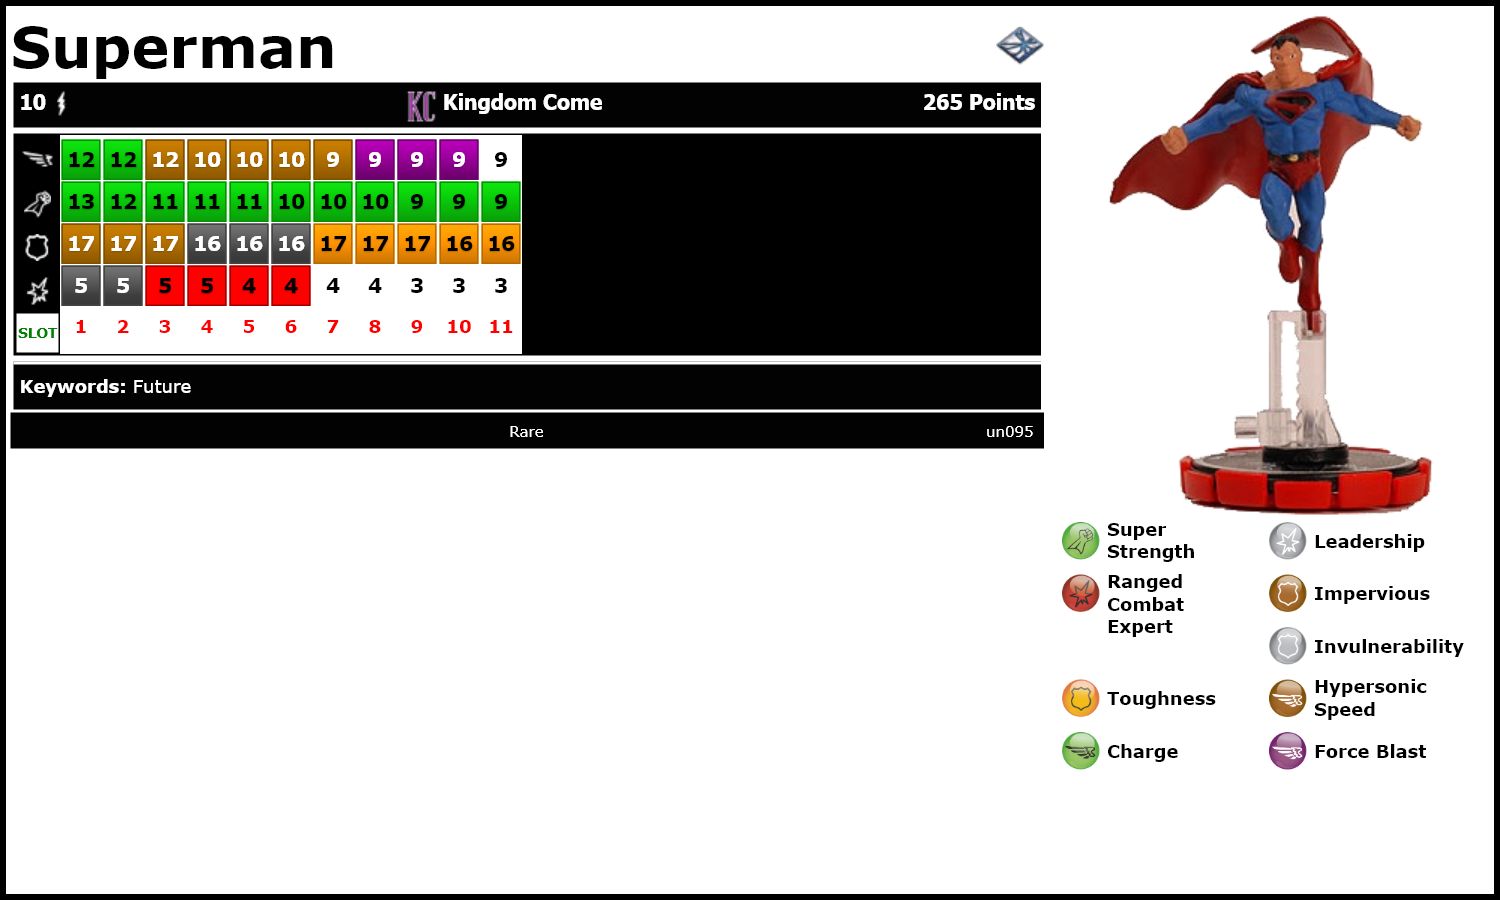 Superman
10 KC Kingdom Come 265 Points
12 12 12 10 10 10 9 9 9 9 9
13 12 11 11 11 10 10 10 9 9 9
17 17 17 16 16 16 17 17 17 16 16
5 5 5 5 4 4 4 4 3 3 3
SLOT 1 2 3 4 5 6 7 8 9 10 11
Keywords: Future
Rare un095
Super
Strength
Leadership
Ranged
Combat
Expert
Impervious
Invulnerability
Toughness
Hypersonic
Speed
Charge
Force Blast